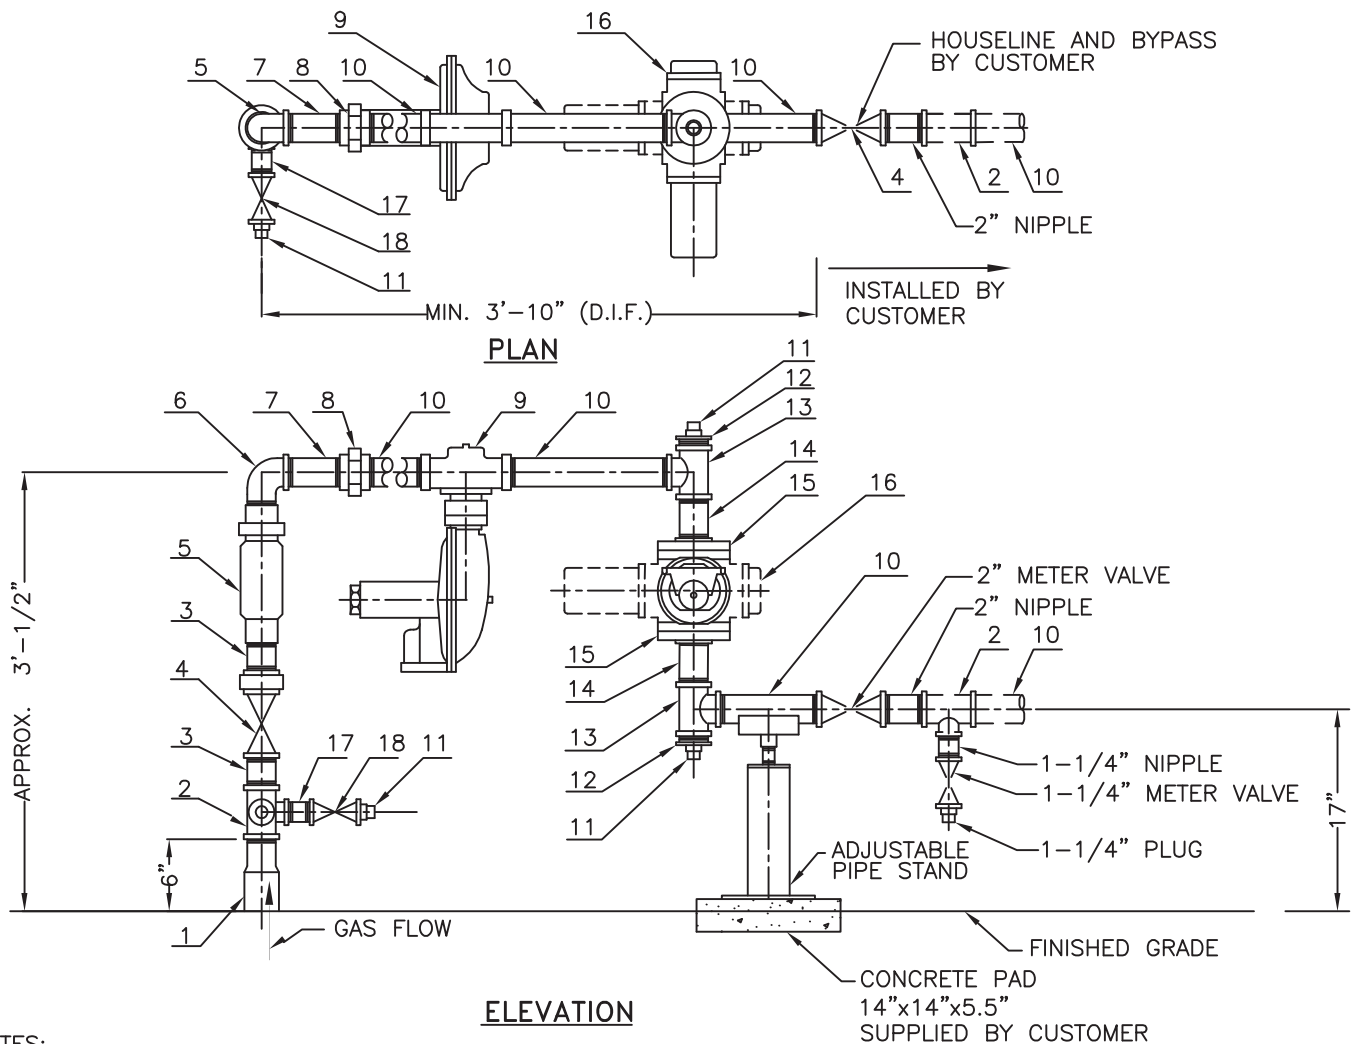 9
16
HOUSELINE AND BYPASS
BY CUSTOMER
5
7
8
10
10
10
17
18
11
4
2
10
2" NIPPLE
INSTALLED BY
CUSTOMER
MIN. 3'-10" (D.I.F.)
PLAN
11
12
13
14
15
16
6
7
8
10
9
10
5
3
4
3
2
17
18
11
10
2" METER VALVE
2" NIPPLE
2
10
15
14
13
12
11
1-1/4" NIPPLE
1-1/4" METER VALVE
1-1/4" PLUG
APPROX. 3'-1/2"
6"
17"
ADJUSTABLE
PIPE STAND
1
GAS FLOW
FINISHED GRADE
CONCRETE PAD
14"x14"x5.5"
SUPPLIED BY CUSTOMER
ELEVATION
TES: